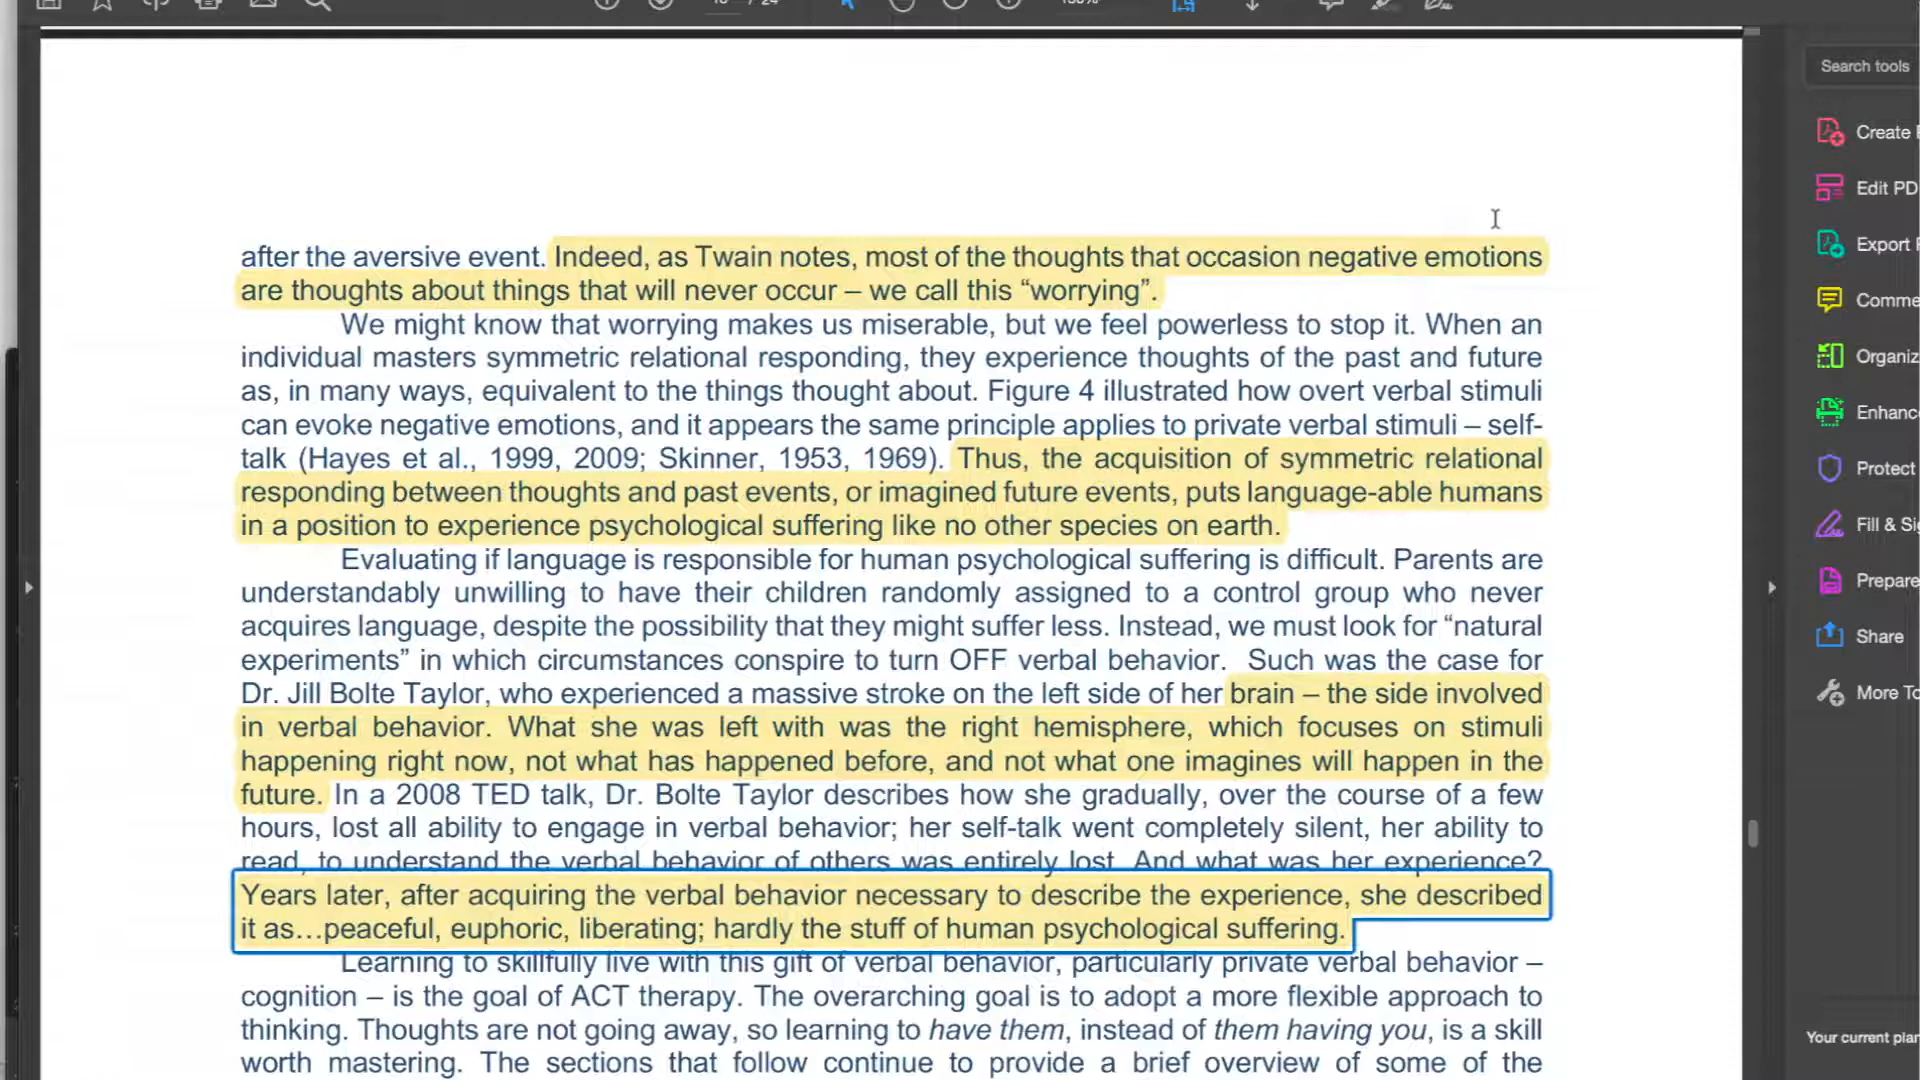 Search tools
Create
Edit PD
Export
Comme
Organiz
Enhanc
Protect
Fill & Si
Prepare
Share
More To
Your current plan
after the aversive event. Indeed, as Twain notes, most of the thoughts that occasion negative emotions
are thoughts about things that will never occur – we call this “worrying”.
We might know that worrying makes us miserable, but we feel powerless to stop it. When an
individual masters symmetric relational responding, they experience thoughts of the past and future
as, in many ways, equivalent to the things thought about. Figure 4 illustrated how overt verbal stimuli
can evoke negative emotions, and it appears the same principle applies to private verbal stimuli – self-
talk (Hayes et al., 1999, 2009; Skinner, 1953, 1969). Thus, the acquisition of symmetric relational
responding between thoughts and past events, or imagined future events, puts language-able humans
in a position to experience psychological suffering like no other species on earth.
Evaluating if language is responsible for human psychological suffering is difficult. Parents are
understandably unwilling to have their children randomly assigned to a control group who never
acquires language, despite the possibility that they might suffer less. Instead, we must look for “natural
experiments” in which circumstances conspire to turn OFF verbal behavior. Such was the case for
Dr. Jill Bolte Taylor, who experienced a massive stroke on the left side of her brain – the side involved
in verbal behavior. What she was left with was the right hemisphere, which focuses on stimuli
happening right now, not what has happened before, and not what one imagines will happen in the
future. In a 2008 TED talk, Dr. Bolte Taylor describes how she gradually, over the course of a few
hours, lost all ability to engage in verbal behavior; her self-talk went completely silent, her ability to
read, to understand the verbal behavior of others was entirely lost. And what was her experience?
Years later, after acquiring the verbal behavior necessary to describe the experience, she described
it as…peaceful, euphoric, liberating; hardly the stuff of human psychological suffering.
Learning to skillfully live with this gift of verbal behavior, particularly private verbal behavior –
cognition – is the goal of ACT therapy. The overarching goal is to adopt a more flexible approach to
thinking. Thoughts are not going away, so learning to have them, instead of them having you, is a skill
worth mastering. The sections that follow continue to provide a brief overview of some of the